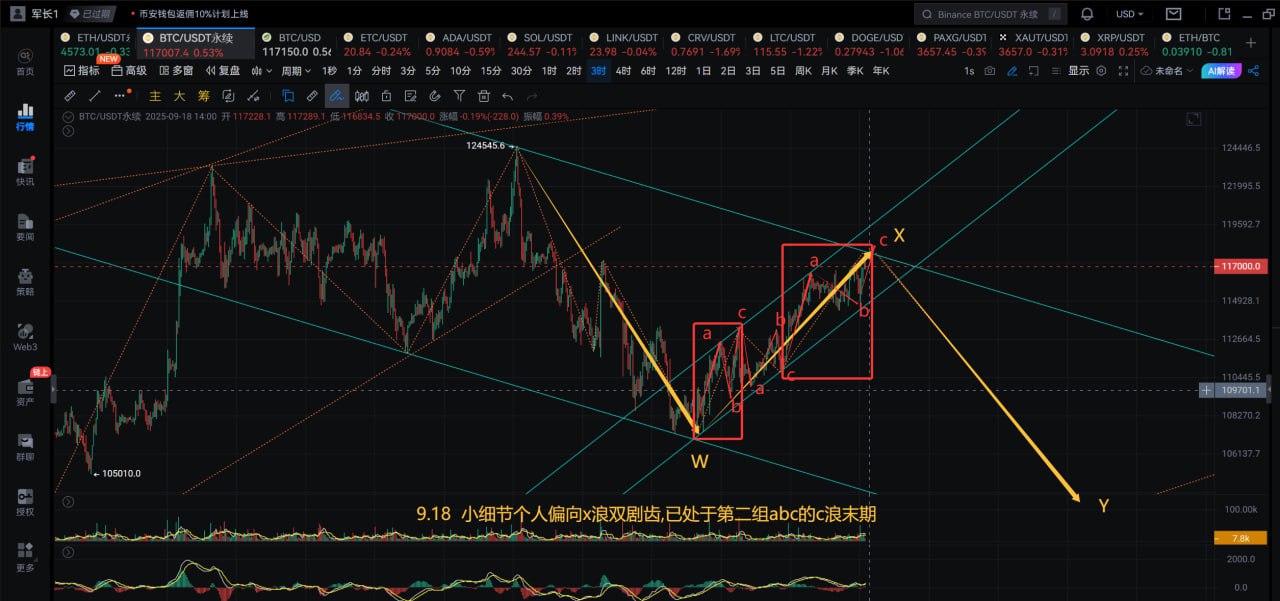 军长1 已过期 币安钱包返佣10%计划上线
Binance BTC/USDT 永续 /
USD
ETH/USDT永
4573.01 -0.33
BTC/USDT永续
117007.4 0.53%
BTC/USD
117150.0 0.56
ETC/USDT
20.84 -0.24%
ADA/USDT
0.9084 -0.59%
SOL/USDT
244.57 -0.11%
LINK/USDT
23.98 -0.04%
CRV/USDT
0.7691 -1.69%
LTC/USDT
115.55 -1.22%
DOGE/USD
0.27943 -1.06
PAXG/USD1
3657.45 -0.39
XAUT/USD1
3657.0 -0.31%
XRP/USDT
3.0918 0.25%
ETH/BTC
0.03910 -0.81
NEW
指标 高级 多窗 复盘 周期 1秒 1分 分时 3分 5分 10分 15分 30分 1时 2时 3时 4时 6时 12时 1日 2日 3日 5日 周K 月K 季K 年K 1s 显示 未命名 AI解读
主 大 筹
BTC/USDT永续 2025-09-18 14:00 开 117228.1 高 117289.1 低 116834.5 收 117000.0 涨幅 -0.19%(-228.0) 振幅 0.39%
首页
行情
快讯
要闻
策略
Web3
链上
资产
群聊
授权
更多
124545.6
105010.0
a
b
c
a
b
c
a
b
c
X
W
Y
124446.5
121995.5
119592.7
117000.0
114928.1
112664.5
110445.5
109701.1
108270.2
106137.7
9.18 小细节个人偏向x浪双剧齿,已处于第二组abc的c浪末期
100.00k
7.8k
2000.0
0.0